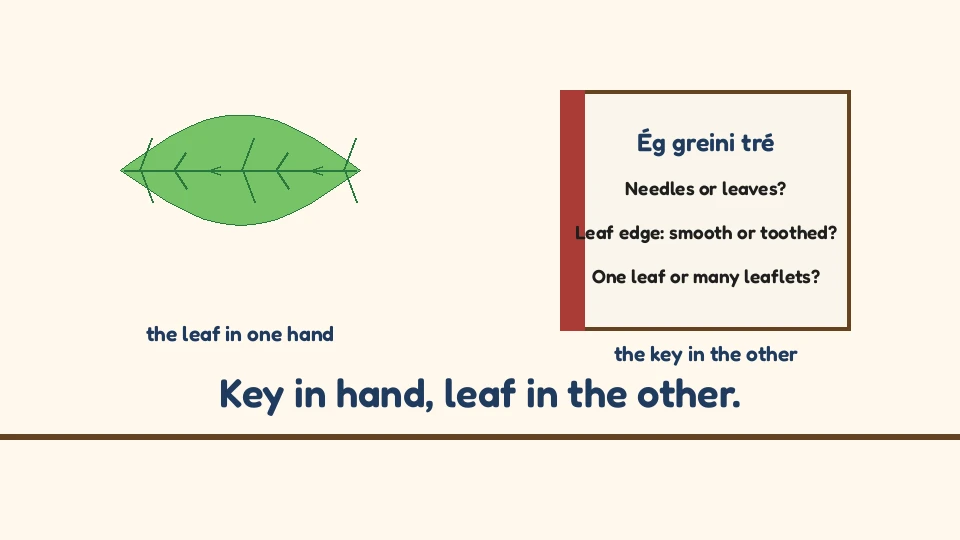 Ég greini tré
Needles or leaves?
Leaf edge: smooth or toothed?
One leaf or many leaflets?
the leaf in one hand
the key in the other
Key in hand, leaf in the other.